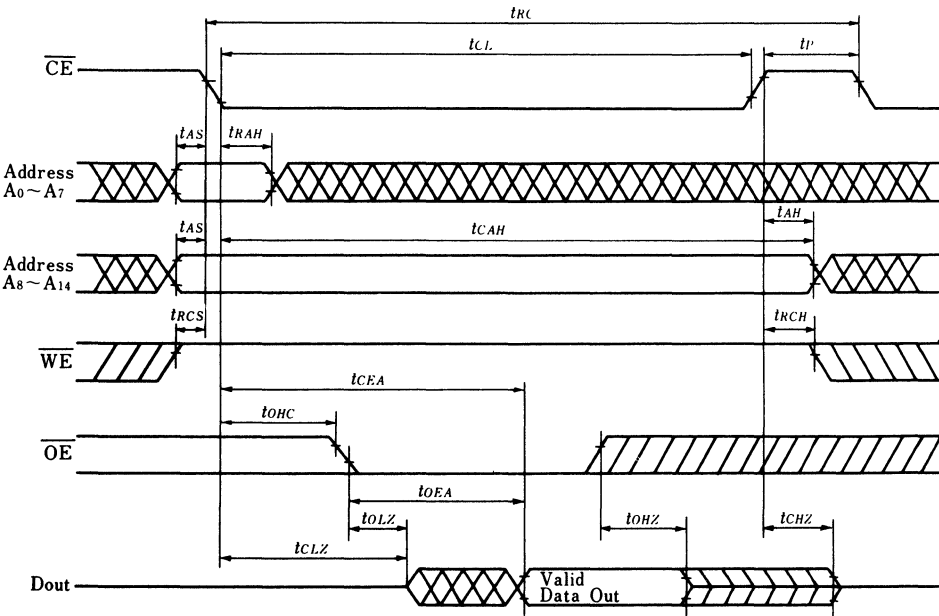 tRC
tCL tP
CE
tAS tRAH
Address
A0~A7
tAH
tAS tCAH
Address
A8~A14
tRCS tRCH
WE
tCEA
tOHC
OE
tOEA
tOLZ tOHZ tCHZ
tCLZ
Dout Valid
Data Out